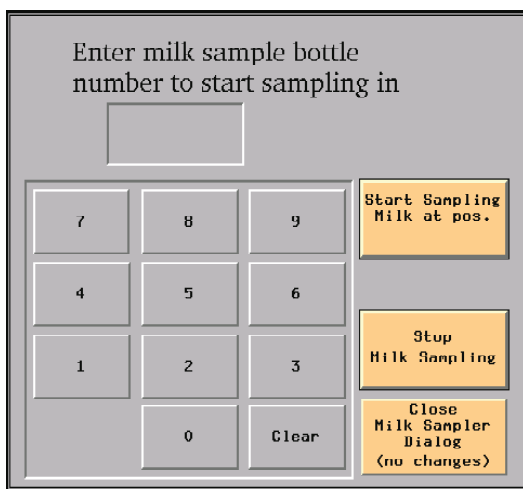 Enter milk sample bottle
number to start sampling in
7 8 9
Start Sampling
Milk at pos.
4 5 6
Stop
Milk Sampling
1 2 3
Close
Milk Sampler
Dialog
(no changes)
0 Clear